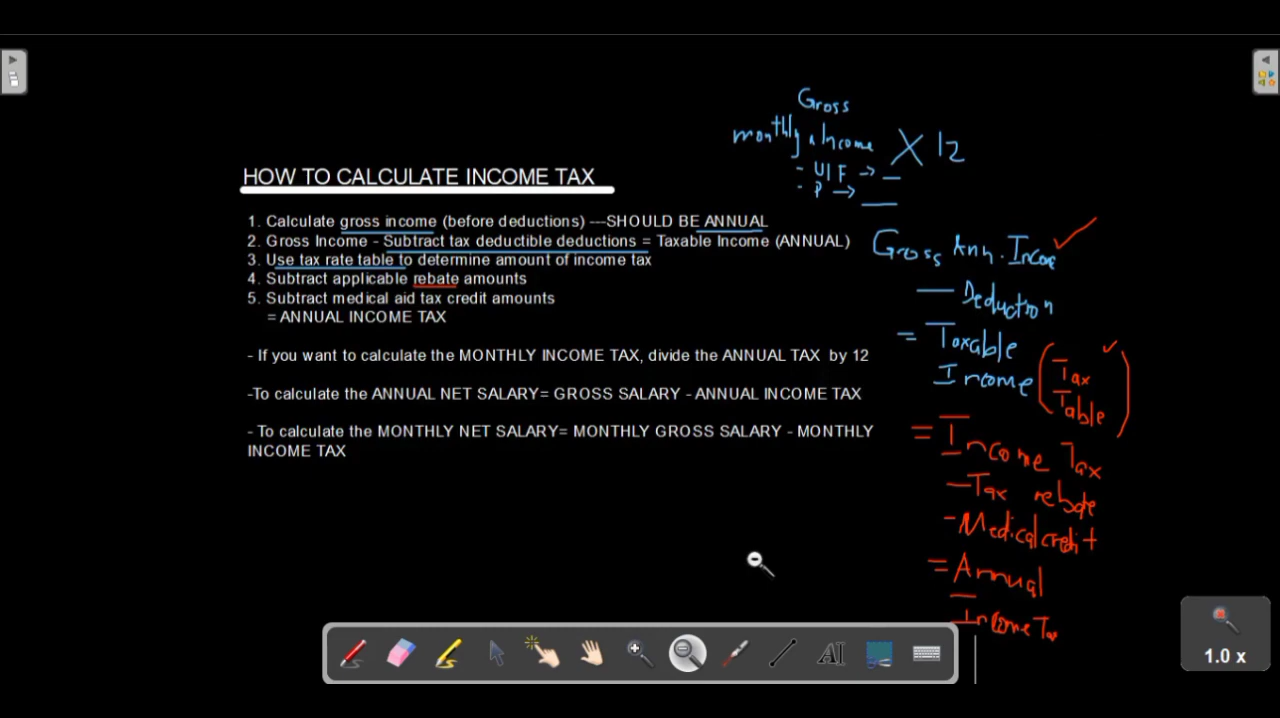 HOW TO CALCULATE INCOME TAX
1. Calculate gross income (before deductions) ---SHOULD BE ANNUAL
2. Gross Income - Subtract tax deductible deductions = Taxable Income (ANNUAL)
3. Use tax rate table to determine amount of income tax
4. Subtract applicable rebate amounts
5. Subtract medical aid tax credit amounts
= ANNUAL INCOME TAX
- If you want to calculate the MONTHLY INCOME TAX, divide the ANNUAL TAX by 12
-To calculate the ANNUAL NET SALARY= GROSS SALARY - ANNUAL INCOME TAX
- To calculate the MONTHLY NET SALARY= MONTHLY GROSS SALARY - MONTHLY
INCOME TAX
Gross
monthly Income X 12
- UIF → _
- P → _
Gross Ann. Income
— Deduction
= Taxable
Income (Tax
Table)
= Income Tax
- Tax rebate
- Medical credit
= Annual
Income Tax
AI
1.0 x